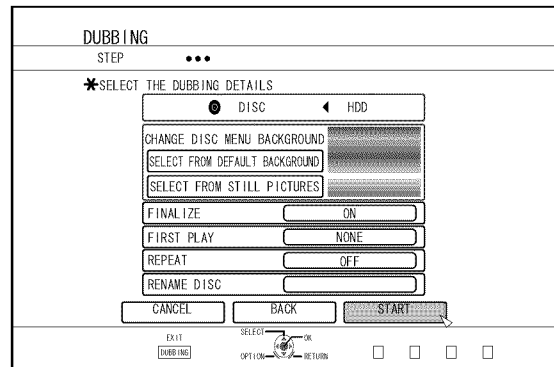 DUBBING
STEP
SELECT THE DUBBING DETAILS
DISC HDD
CHANGE DISC MENU BACKGROUND
SELECT FROM DEFAULT BACKGROUND
SELECT FROM STILL PICTURES
FINALIZE ON
FIRST PLAY NONE
REPEAT OFF
RENAME DISC
CANCEL BACK START
EXIT
DUBBING
SELECT
OK
OPTION
RETURN